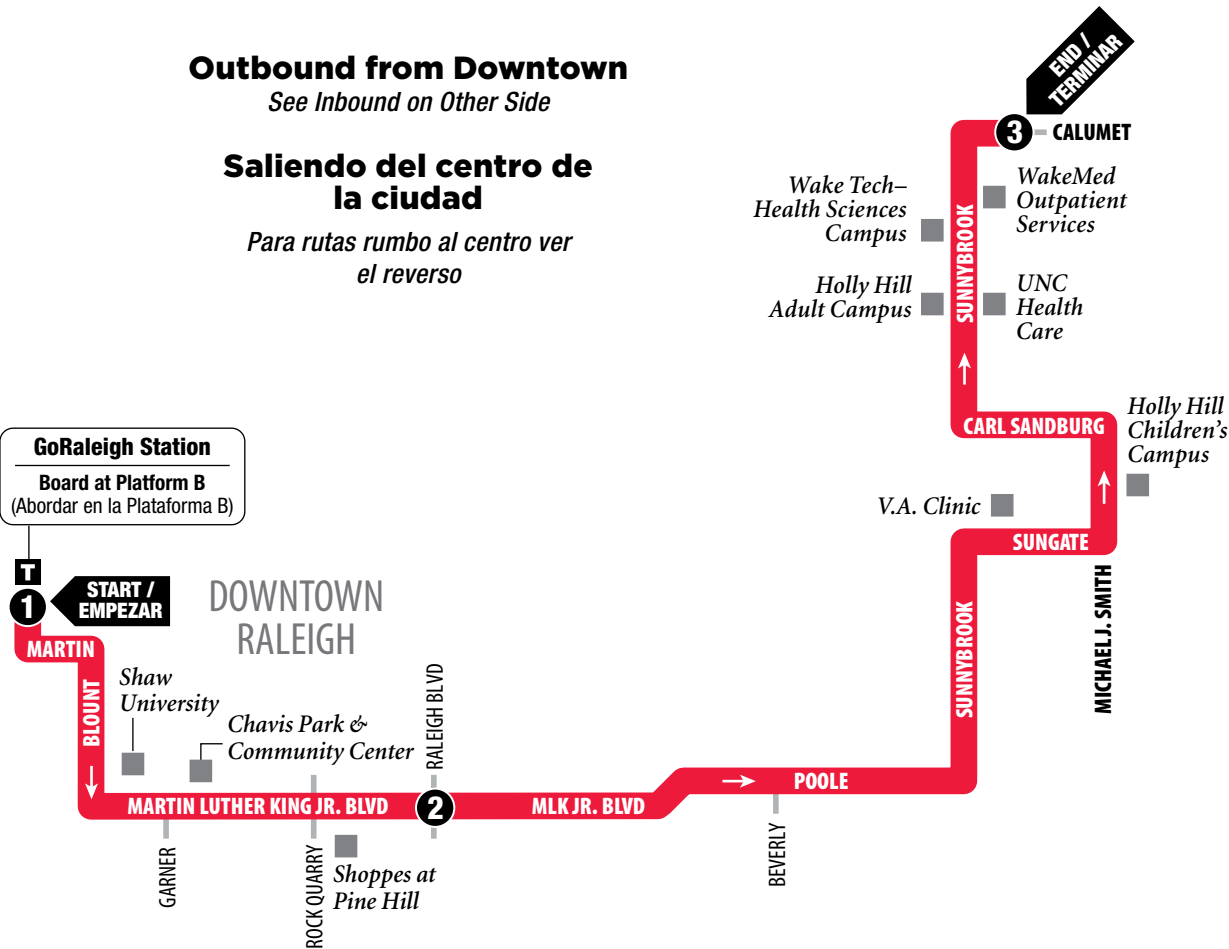 Outbound from Downtown
See Inbound on Other Side
Saliendo del centro de
la ciudad
Para rutas rumbo al centro ver
el reverso
END /
TERMINAR
3
CALUMET
Wake Tech–
Health Sciences
Campus
WakeMed
Outpatient
Services
SUNNYBROOK
Holly Hill
Adult Campus
UNC
Health
Care
CARL SANDBURG
Holly Hill
Children's
Campus
GoRaleigh Station
Board at Platform B
(Abordar en la Plataforma B)
V.A. Clinic
SUNGATE
MICHAEL J. SMITH
T
1
START /
EMPEZAR
DOWNTOWN
RALEIGH
MARTIN
BLOUNT
Shaw
University
Chavis Park &
Community Center
RALEIGH BLVD
SUNNYBROOK
MARTIN LUTHER KING JR. BLVD
2
MLK JR. BLVD
POOLE
GARNER
ROCK QUARRY
Shoppes at
Pine Hill
BEVERLY